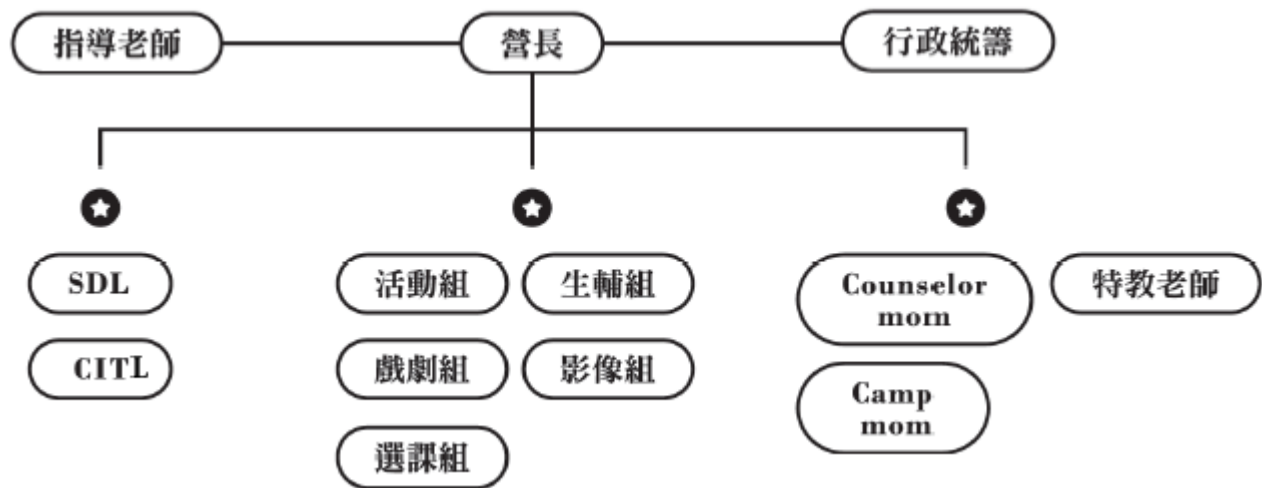 指導老師
營長
行政統籌
SDL
CITL
活動組
生輔組
戲劇組
影像組
選課組
Counselor
mom
Camp
mom
特教老師